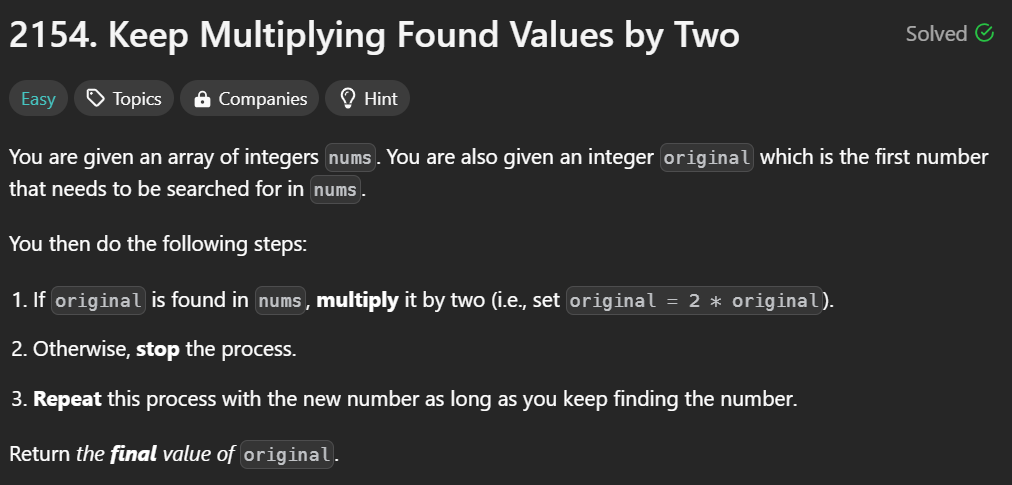 2154. Keep Multiplying Found Values by Two
Solved
Easy
Topics
Companies
Hint
You are given an array of integers nums. You are also given an integer original which is the first number
that needs to be searched for in nums.
You then do the following steps:
1. If original is found in nums, multiply it by two (i.e., set original = 2 * original).
2. Otherwise, stop the process.
3. Repeat this process with the new number as long as you keep finding the number.
Return the final value of original.